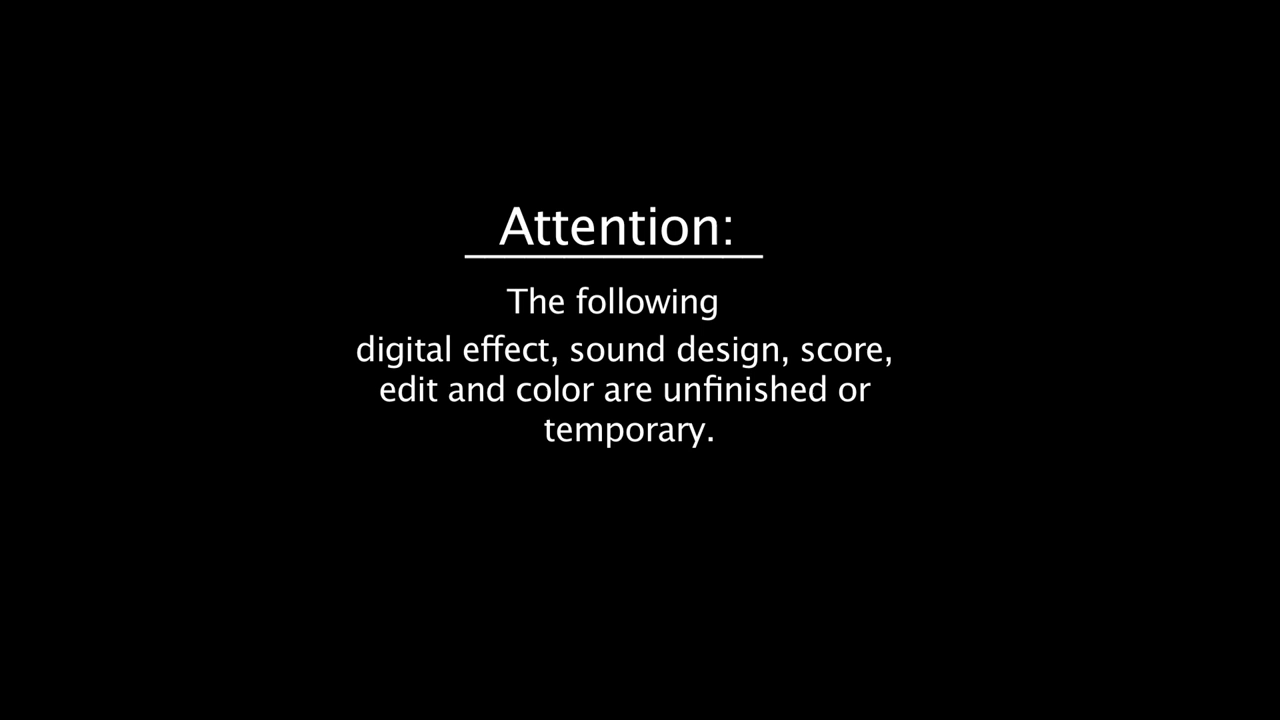 Attention:
The following
digital effect, sound design, score,
edit and color are unfinished or
temporary.